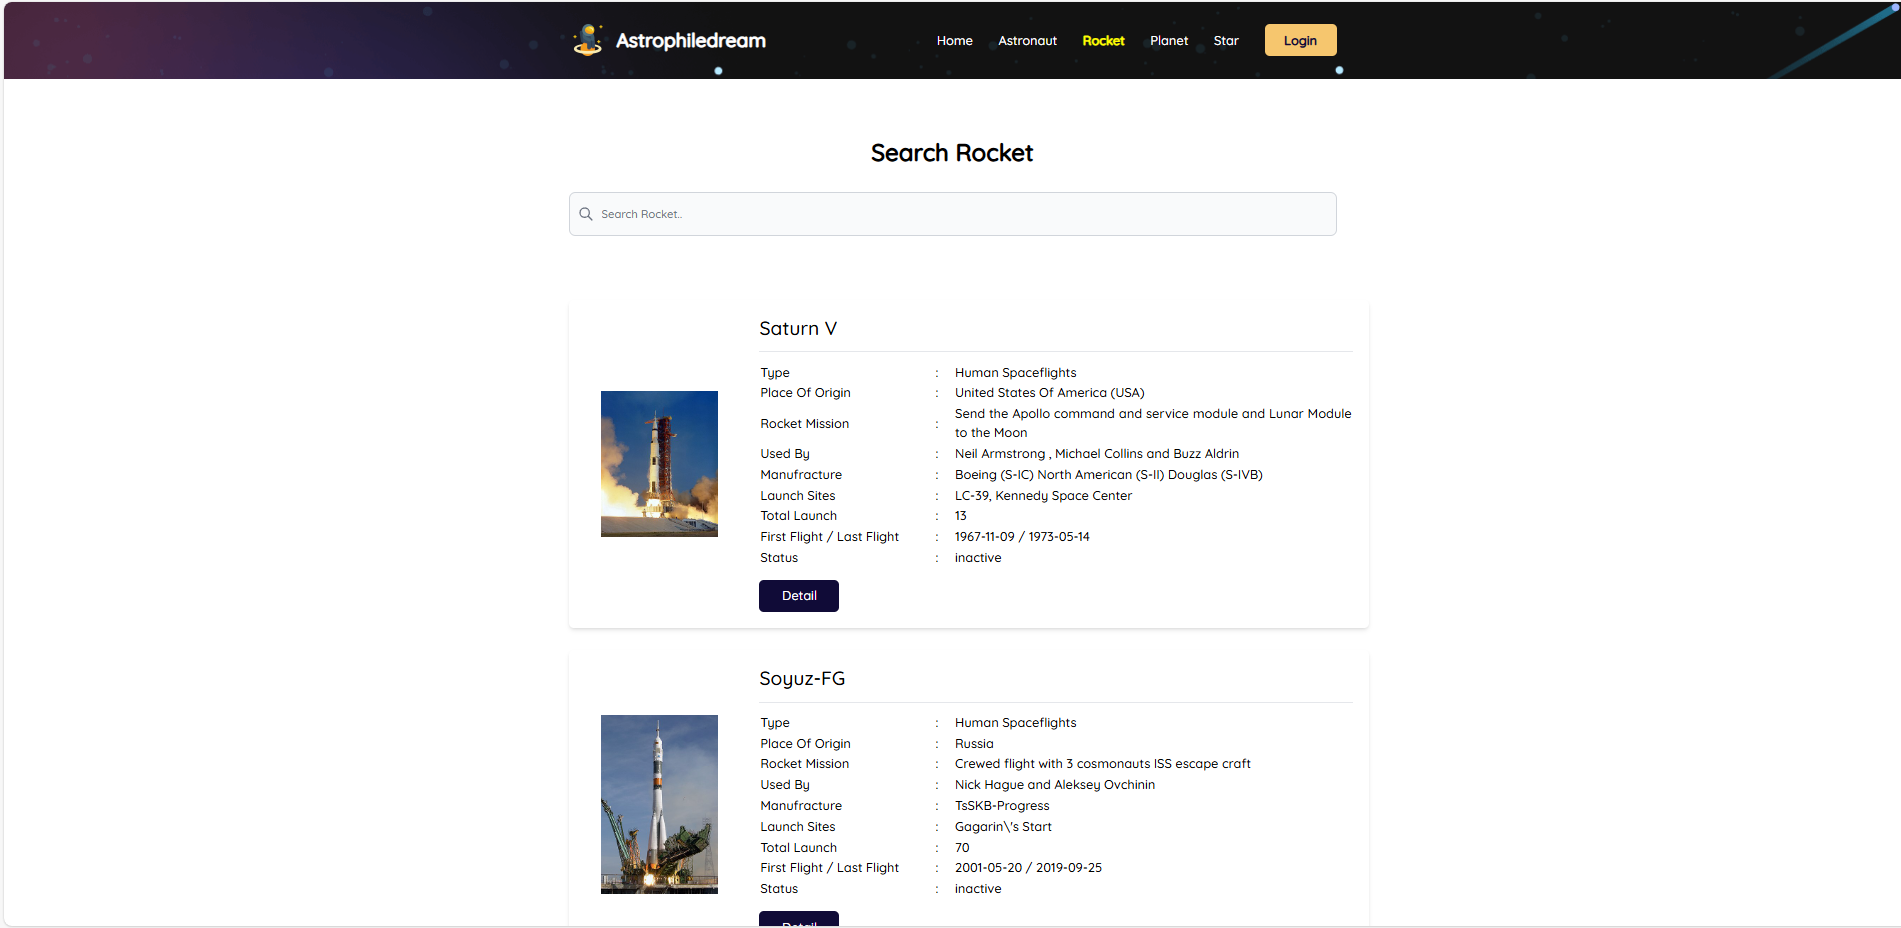 Astrophiledream
Home Astronaut Rocket Planet Star Login
Search Rocket
Search Rocket..
Saturn V
Type : Human Spaceflights
Place Of Origin : United States Of America (USA)
Rocket Mission : Send the Apollo command and service module and Lunar Module
to the Moon
Used By : Neil Armstrong , Michael Collins and Buzz Aldrin
Manufracture : Boeing (S-IC) North American (S-II) Douglas (S-IVB)
Launch Sites : LC-39, Kennedy Space Center
Total Launch : 13
First Flight / Last Flight : 1967-11-09 / 1973-05-14
Status : inactive
Detail
Soyuz-FG
Type : Human Spaceflights
Place Of Origin : Russia
Rocket Mission : Crewed flight with 3 cosmonauts ISS escape craft
Used By : Nick Hague and Aleksey Ovchinin
Manufracture : TsSKB-Progress
Launch Sites : Gagarin\'s Start
Total Launch : 70
First Flight / Last Flight : 2001-05-20 / 2019-09-25
Status : inactive
Detail